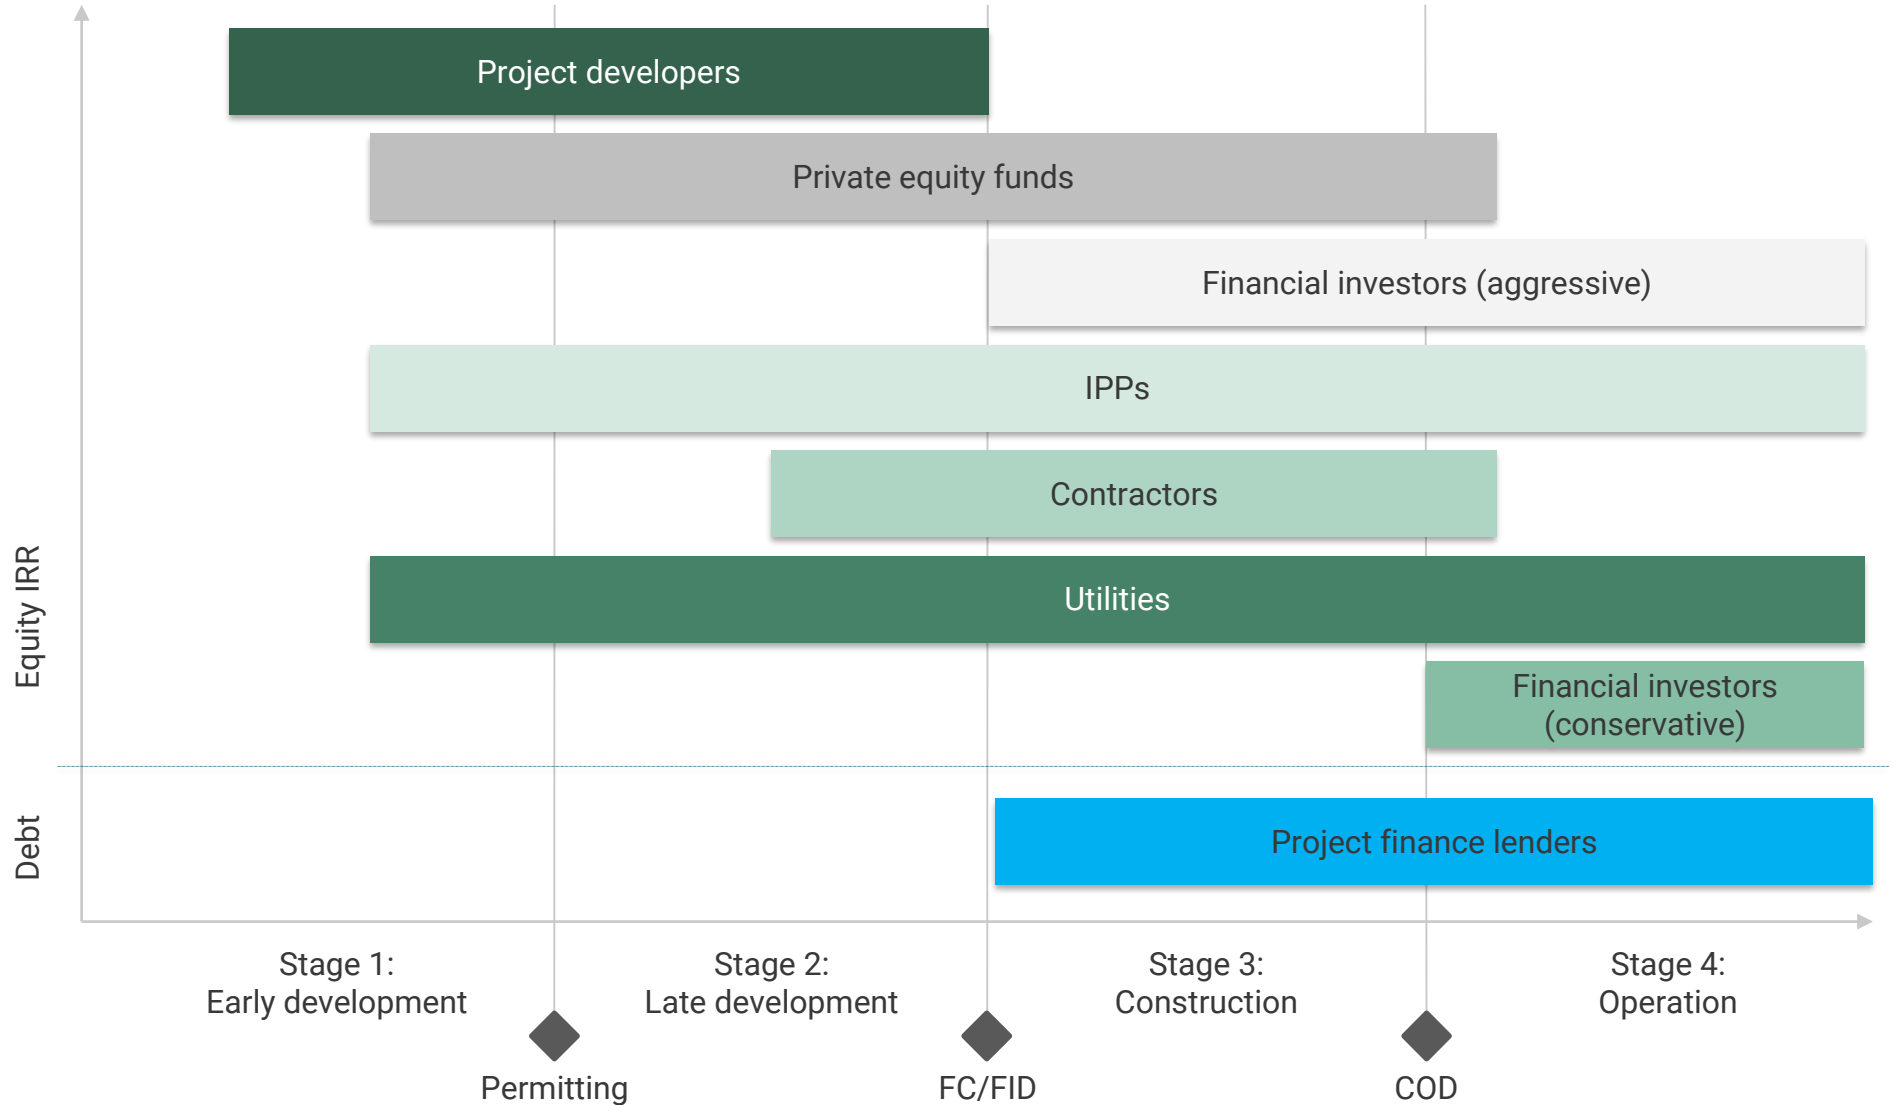 Project developers
Private equity funds
Financial investors (aggressive)
IPPs
Contractors
Utilities
Financial investors
(conservative)
Project finance lenders
Equity IRR
Debt
Stage 1:
Early development
Stage 2:
Late development
Stage 3:
Construction
Stage 4:
Operation
Permitting
FC/FID
COD